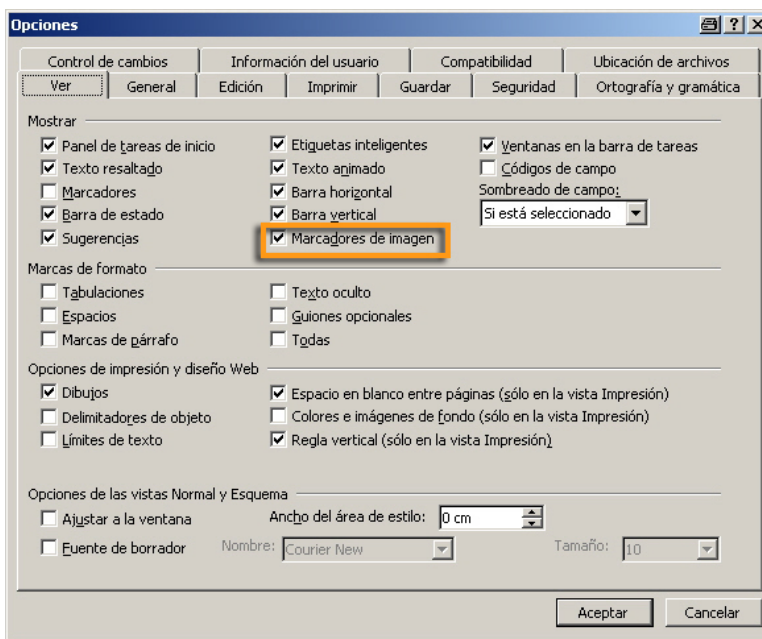 Opciones
Control de cambios Información del usuario Compatibilidad Ubicación de archivos
Ver General Edición Imprimir Guardar Seguridad Ortografía y gramática
Mostrar
Panel de tareas de inicio Etiquetas inteligentes Ventanas en la barra de tareas
Texto resaltado Texto animado Códigos de campo
Marcadores Barra horizontal Sombreado de campo:
Barra de estado Barra vertical Si está seleccionado
Sugerencias Marcadores de imagen
Marcas de formato
Tabulaciones Texto oculto
Espacios Guiones opcionales
Marcas de párrafo Todas
Opciones de impresión y diseño Web
Dibujos Espacio en blanco entre páginas (sólo en la vista Impresión)
Delimitadores de objeto Colores e imágenes de fondo (sólo en la vista Impresión)
Límites de texto Regla vertical (sólo en la vista Impresión)
Opciones de las vistas Normal y Esquema
Ajustar a la ventana Ancho del área de estilo: 0 cm
Fuente de borrador Nombre: Courier New Tamaño: 10
Aceptar Cancelar